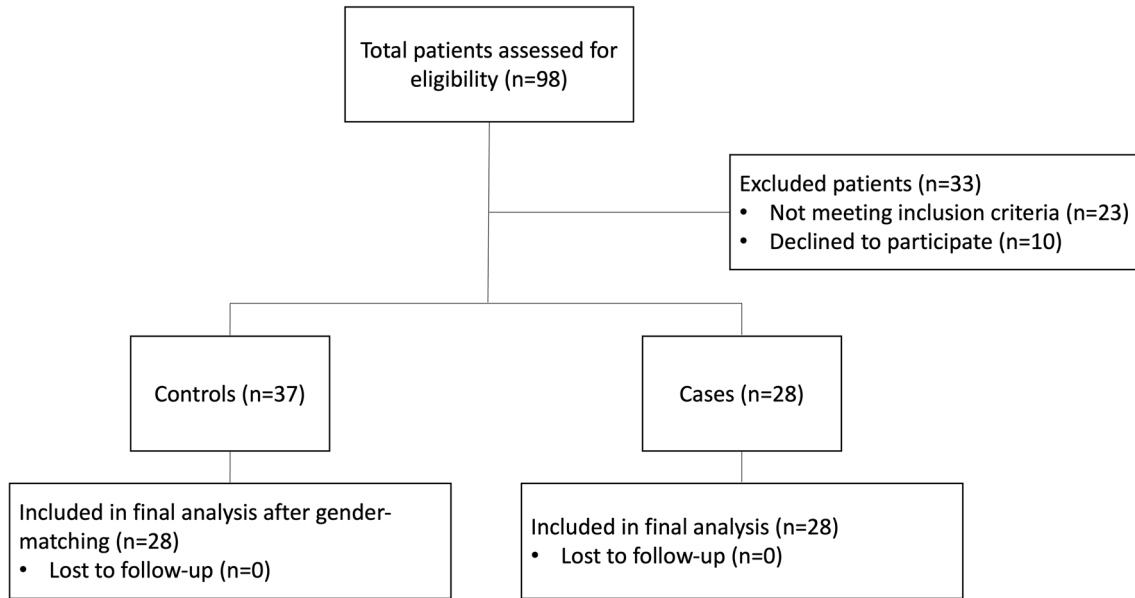 Total patients assessed for
eligibility (n=98)
Excluded patients (n=33)
• Not meeting inclusion criteria (n=23)
• Declined to participate (n=10)
Controls (n=37)
Cases (n=28)
Included in final analysis after gender-
matching (n=28)
• Lost to follow-up (n=0)
Included in final analysis (n=28)
• Lost to follow-up (n=0)